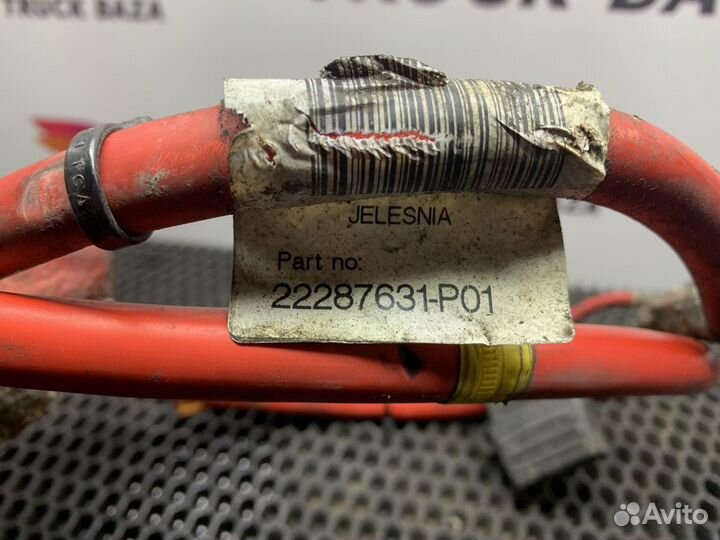 TRUCK BAZA
JELESNIA
Part no:
22287631-P01
Avito